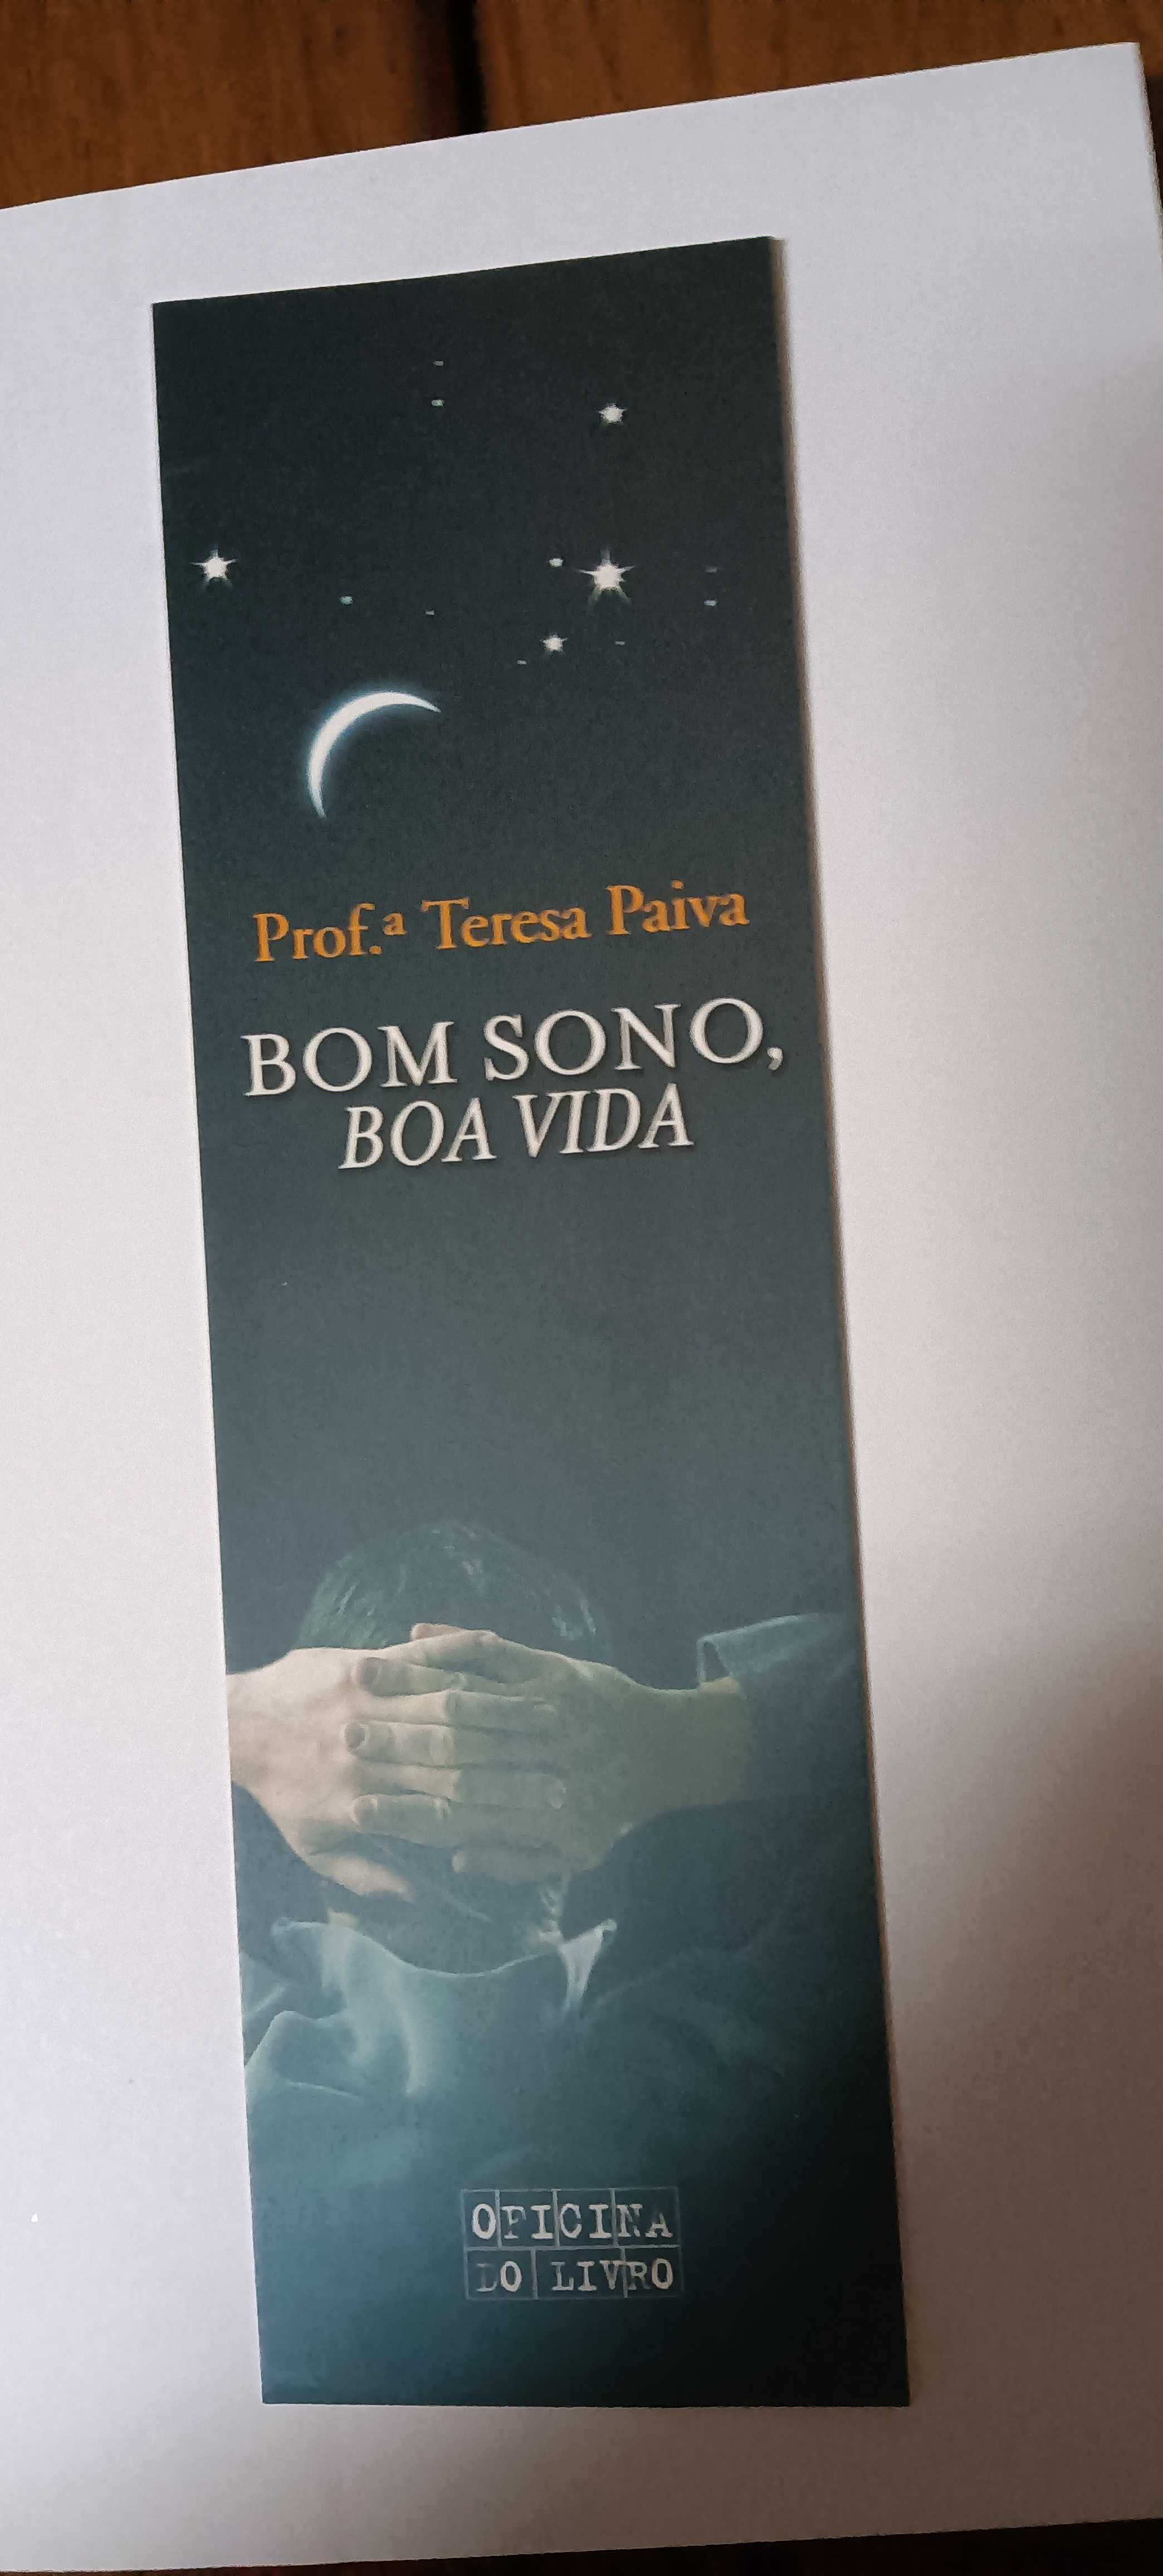 Prof.ª Teresa Paiva
BOM SONO,
BOA VIDA
OFICINA
DO LIVRO